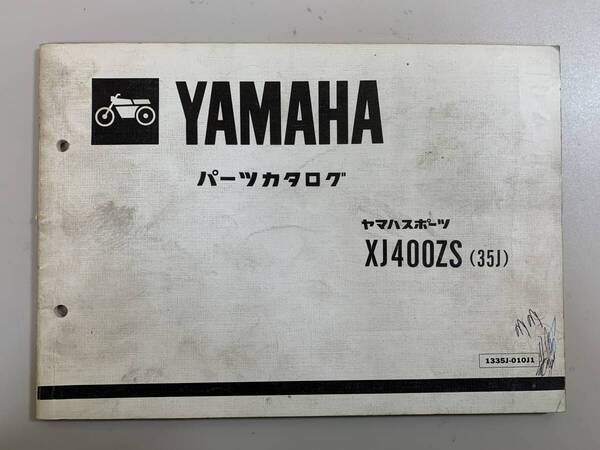 YAMAHA
パーツカタログ
ヤマハスポーツ
XJ400ZS (35J)
1335J-010J1